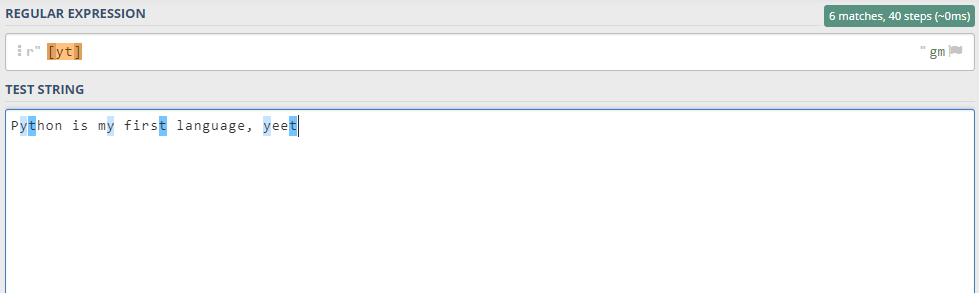 REGULAR EXPRESSION
6 matches, 40 steps (~0ms)
r" [yt] " gm
TEST STRING
Python is my first language, yeet